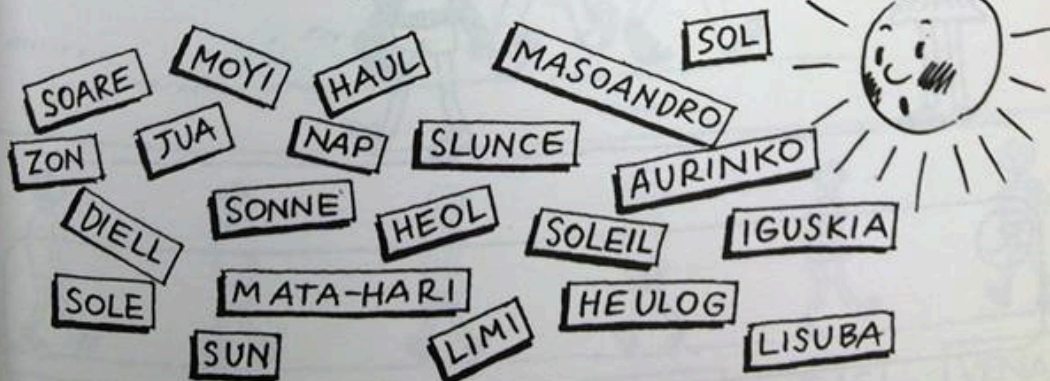 SOARE
MOYI
HAUL
MASOANDRO
SOL
ZON
JUA
NAP
SLUNCE
AURINKO
DIELL
SONNE
HEOL
SOLEIL
IGUSKIA
SOLE
MATA-HARI
HEULOG
SUN
LIMI
LISUBA